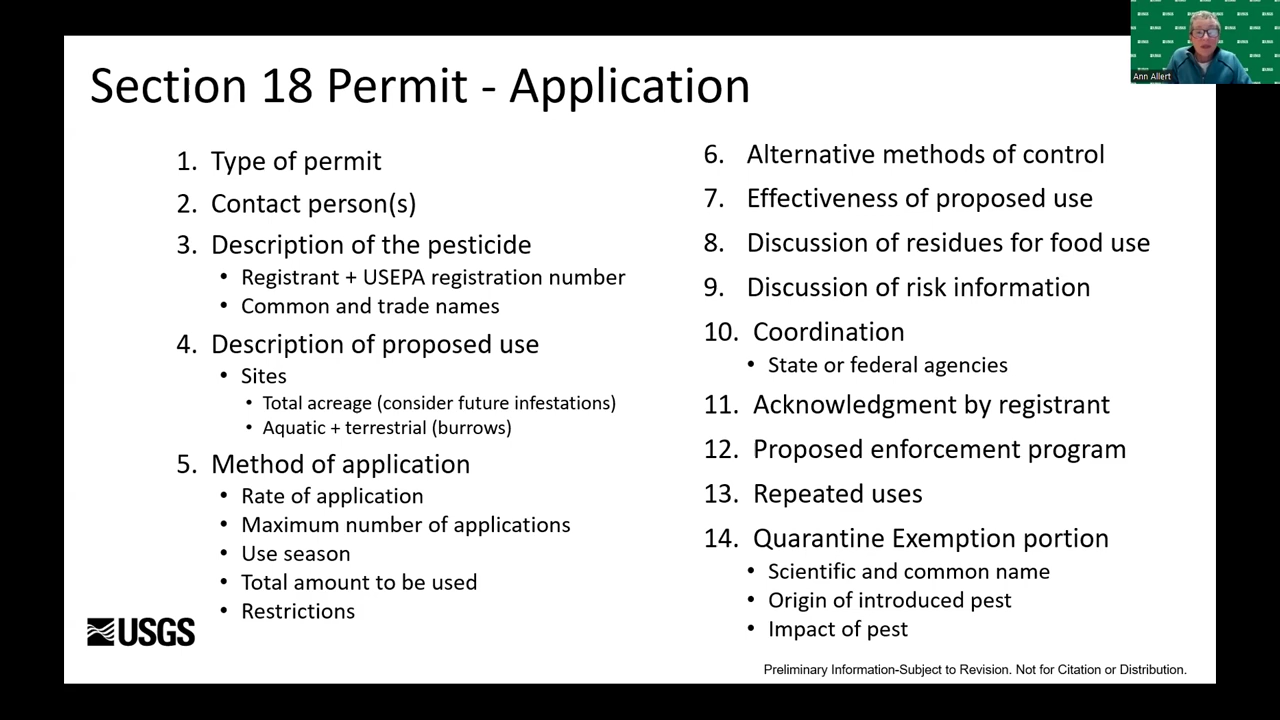 Section 18 Permit - Application
1. Type of permit
2. Contact person(s)
3. Description of the pesticide
• Registrant + USEPA registration number
• Common and trade names
4. Description of proposed use
• Sites
• Total acreage (consider future infestations)
• Aquatic + terrestrial (burrows)
5. Method of application
• Rate of application
• Maximum number of applications
• Use season
• Total amount to be used
• Restrictions
6. Alternative methods of control
7. Effectiveness of proposed use
8. Discussion of residues for food use
9. Discussion of risk information
10. Coordination
• State or federal agencies
11. Acknowledgment by registrant
12. Proposed enforcement program
13. Repeated uses
14. Quarantine Exemption portion
• Scientific and common name
• Origin of introduced pest
• Impact of pest
USGS
Preliminary Information-Subject to Revision. Not for Citation or Distribution.
Ann Allert